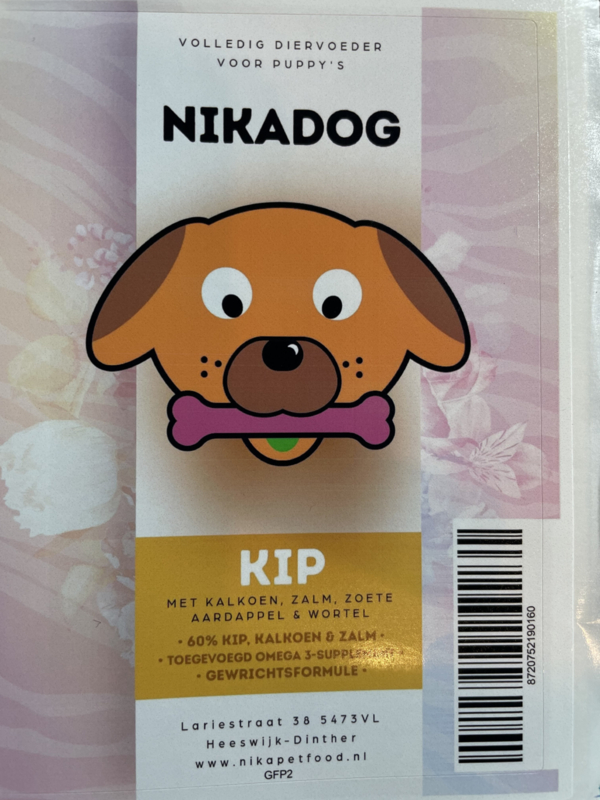 VOLLEDIG DIERVOEDER
VOOR PUPPY'S
NIKADOG
KIP
MET KALKOEN, ZALM, ZOETE
AARDAPPEL & WORTEL
• 60% KIP, KALKOEN & ZALM •
• TOEGEVOEGD OMEGA 3-SUPPLEMENT •
• GEWRICHTSFORMULE •
Lariestraat 38 5473VL
Heeswijk-Dinther
www.nikapetfood.nl
GFP2
8720752190160